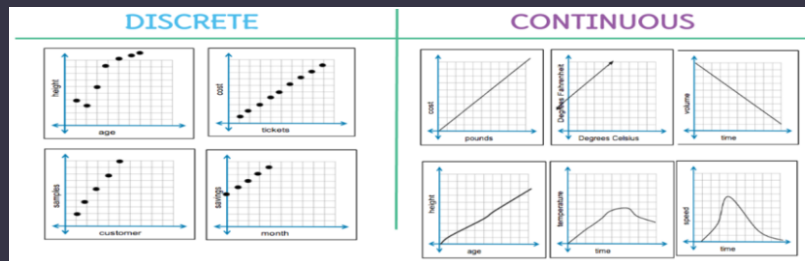 DISCRETE
CONTINUOUS
height
age
cost
tickets
samples
customer
savings
month
cost
pounds
Degrees Fahrenheit
Degrees Celsius
volume
time
height
age
temperature
time
speed
time